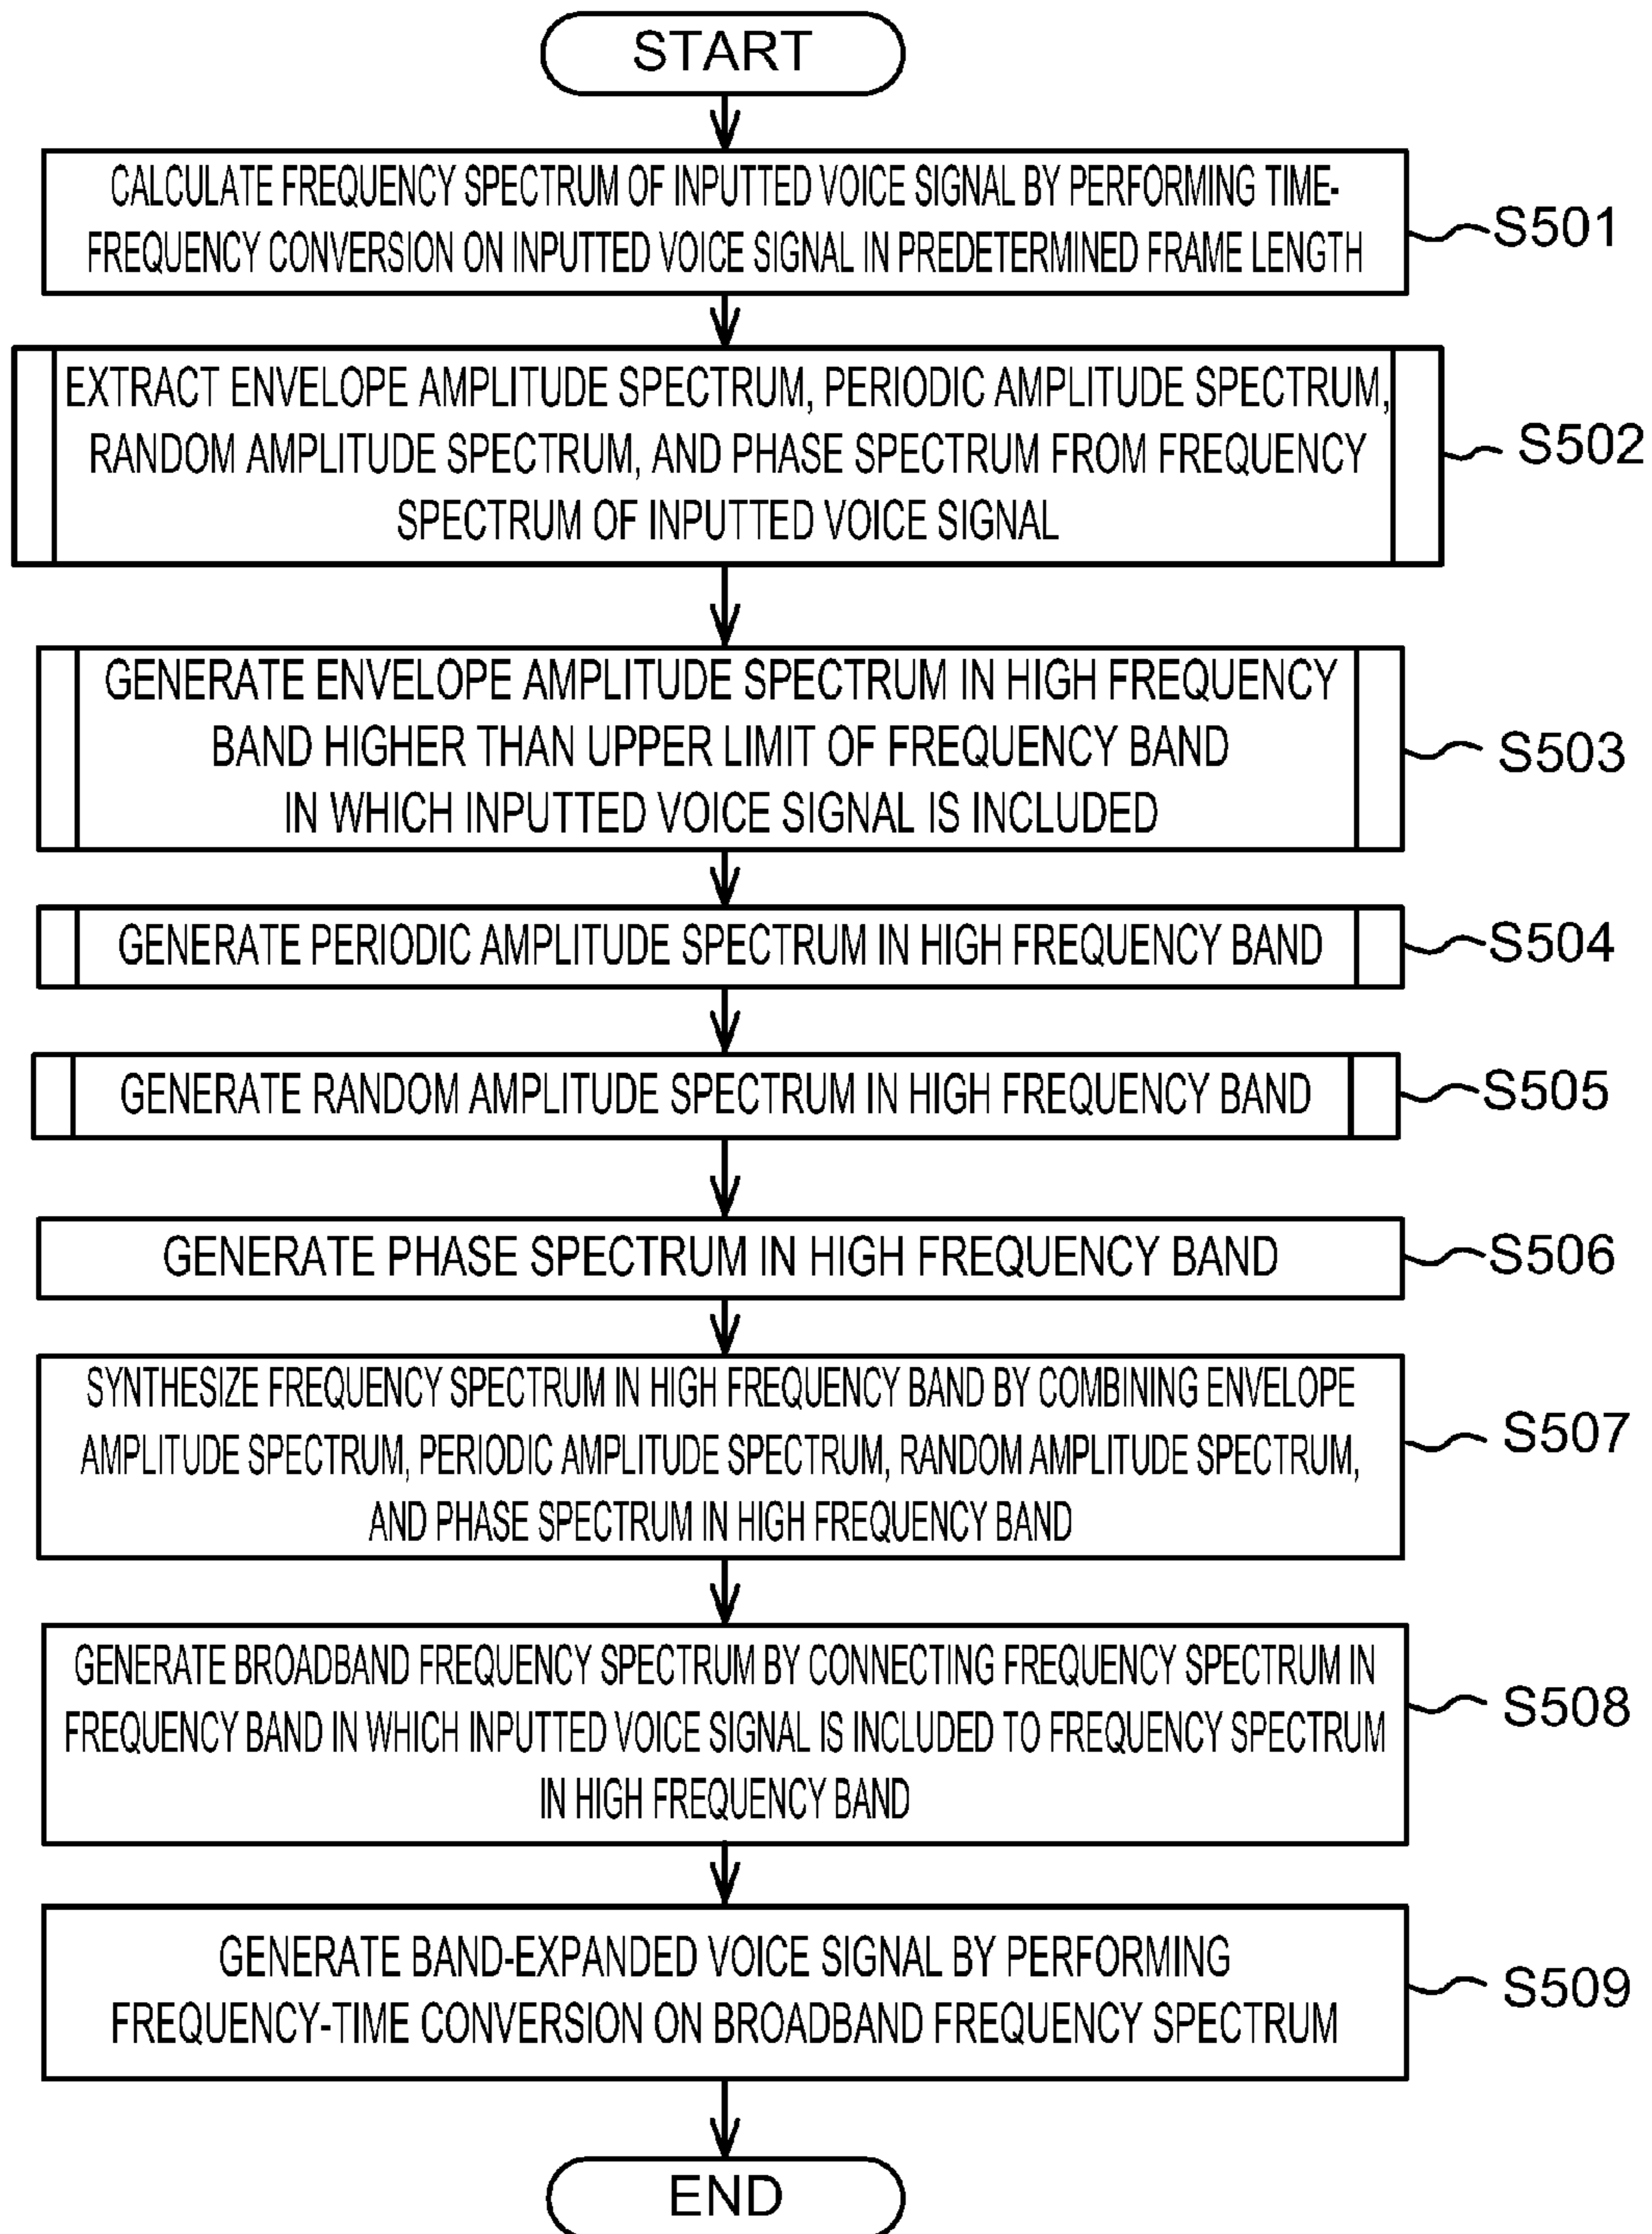 START
CALCULATE FREQUENCY SPECTRUM OF INPUTTED VOICE SIGNAL BY PERFORMING TIME-
FREQUENCY CONVERSION ON INPUTTED VOICE SIGNAL IN PREDETERMINED FRAME LENGTH
S501
EXTRACT ENVELOPE AMPLITUDE SPECTRUM, PERIODIC AMPLITUDE SPECTRUM,
RANDOM AMPLITUDE SPECTRUM, AND PHASE SPECTRUM FROM FREQUENCY
SPECTRUM OF INPUTTED VOICE SIGNAL
S502
GENERATE ENVELOPE AMPLITUDE SPECTRUM IN HIGH FREQUENCY
BAND HIGHER THAN UPPER LIMIT OF FREQUENCY BAND
IN WHICH INPUTTED VOICE SIGNAL IS INCLUDED
S503
GENERATE PERIODIC AMPLITUDE SPECTRUM IN HIGH FREQUENCY BAND
S504
GENERATE RANDOM AMPLITUDE SPECTRUM IN HIGH FREQUENCY BAND
S505
GENERATE PHASE SPECTRUM IN HIGH FREQUENCY BAND
S506
SYNTHESIZE FREQUENCY SPECTRUM IN HIGH FREQUENCY BAND BY COMBINING ENVELOPE
AMPLITUDE SPECTRUM, PERIODIC AMPLITUDE SPECTRUM, RANDOM AMPLITUDE SPECTRUM,
AND PHASE SPECTRUM IN HIGH FREQUENCY BAND
S507
GENERATE BROADBAND FREQUENCY SPECTRUM BY CONNECTING FREQUENCY SPECTRUM IN
FREQUENCY BAND IN WHICH INPUTTED VOICE SIGNAL IS INCLUDED TO FREQUENCY SPECTRUM
IN HIGH FREQUENCY BAND
S508
GENERATE BAND-EXPANDED VOICE SIGNAL BY PERFORMING
FREQUENCY-TIME CONVERSION ON BROADBAND FREQUENCY SPECTRUM
S509
END